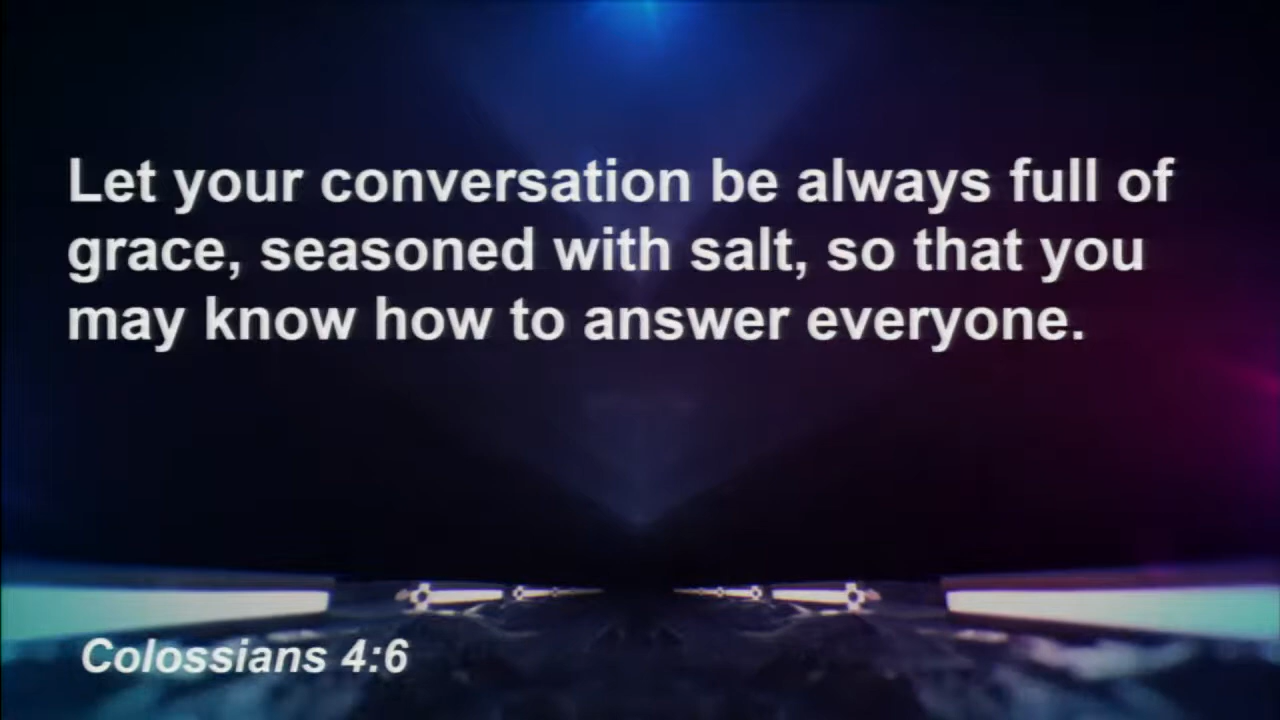 Let your conversation be always full of
grace, seasoned with salt, so that you
may know how to answer everyone.
Colossians 4:6